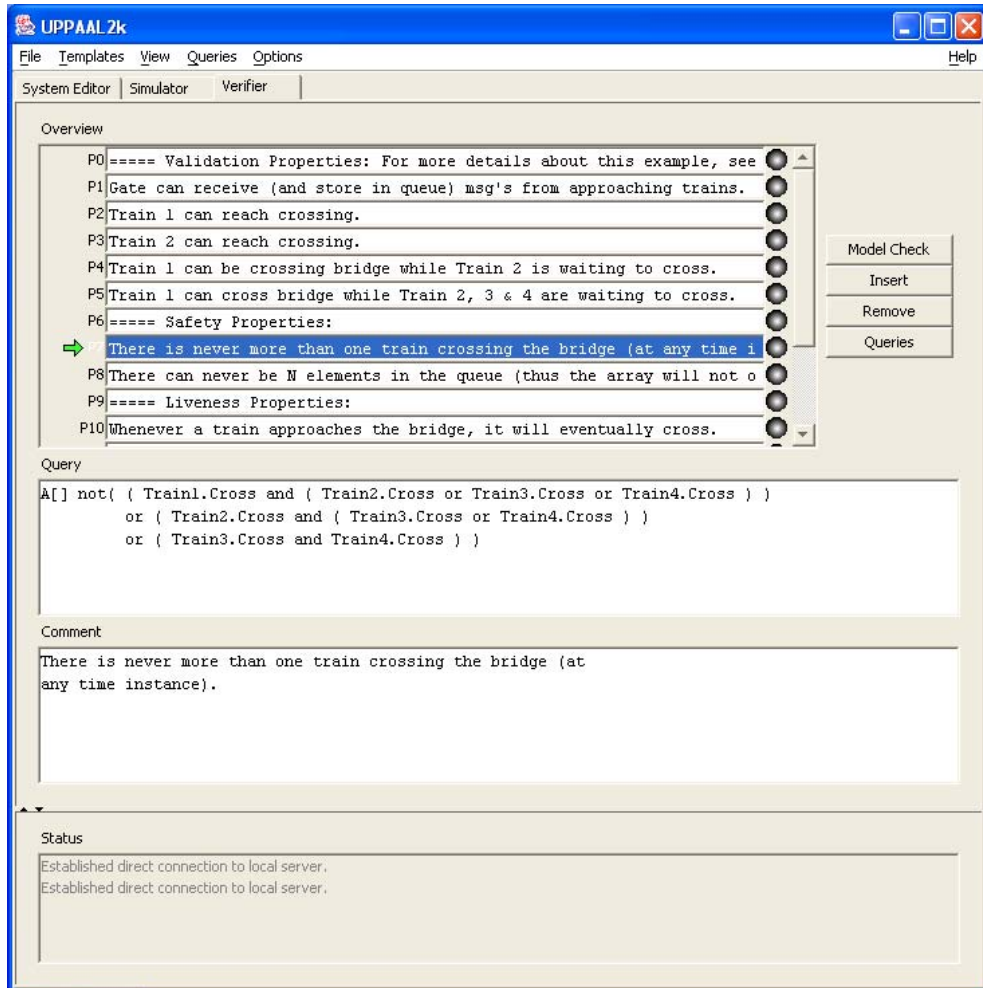 UPPAAL2k
File Templates View Queries Options Help
System Editor Simulator Verifier
Overview
P0 ===== Validation Properties: For more details about this example, see
P1 Gate can receive (and store in queue) msg's from approaching trains.
P2 Train 1 can reach crossing.
P3 Train 2 can reach crossing.
P4 Train 1 can be crossing bridge while Train 2 is waiting to cross.
P5 Train 1 can cross bridge while Train 2, 3 & 4 are waiting to cross.
P6 ===== Safety Properties:
P7 There is never more than one train crossing the bridge (at any time i
P8 There can never be N elements in the queue (thus the array will not o
P9 ===== Liveness Properties:
P10 Whenever a train approaches the bridge, it will eventually cross.
Model Check
Insert
Remove
Queries
Query
A[] not( ( Train1.Cross and ( Train2.Cross or Train3.Cross or Train4.Cross ) )
or ( Train2.Cross and ( Train3.Cross or Train4.Cross ) )
or ( Train3.Cross and Train4.Cross ) )
Comment
There is never more than one train crossing the bridge (at
any time instance).
Status
Established direct connection to local server.
Established direct connection to local server.